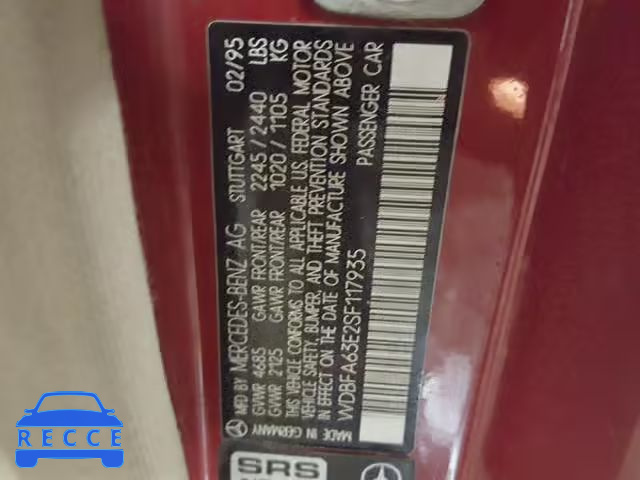 MFD BY MERCEDES-BENZ AG STUTTGART 02/95
GVWR 4685 GAWR FRONT/REAR 2245 / 2440 LBS
GVWR 2125 GAWR FRONT/REAR 1020 / 1105 KG
THIS VEHICLE CONFORMS TO ALL APPLICABLE U.S. FEDERAL MOTOR
VEHICLE SAFETY, BUMPER, AND THEFT PREVENTION STANDARDS
IN EFFECT ON THE DATE OF MANUFACTURE SHOWN ABOVE
WDBFA63E2SF117935 PASSENGER CAR
MADE IN GERMANY
SRS
RECCE